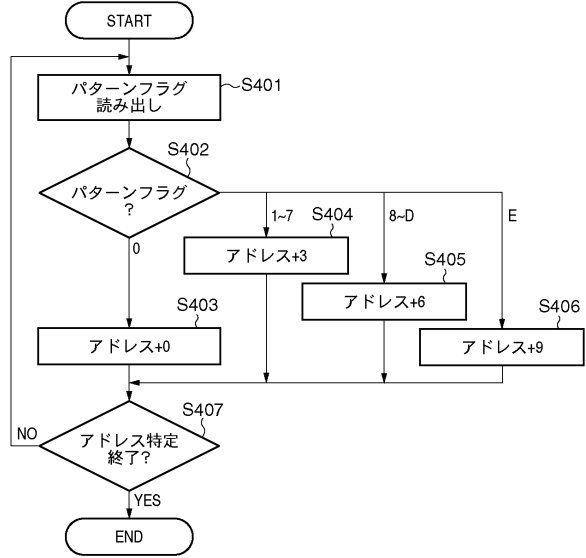 START
パターンフラグ
読み出し
S401
パターンフラグ
?
S402
0
1~7
8~D
E
アドレス+3
S404
アドレス+6
S405
アドレス+0
S403
アドレス+9
S406
アドレス特定
終了?
S407
NO
YES
END